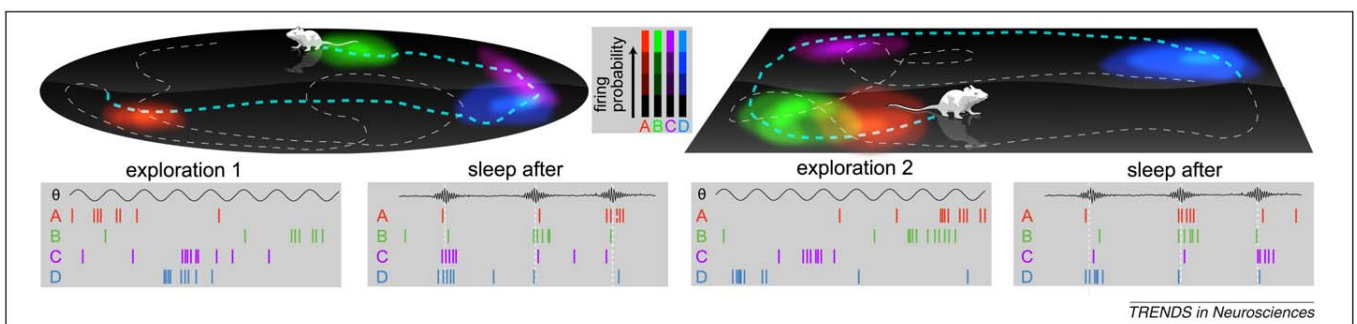 firing
probability
A B C D
exploration 1
sleep after
exploration 2
sleep after
θ
θ
A
B
C
D
A
B
C
D
A
B
C
D
A
B
C
D
TRENDS in Neurosciences